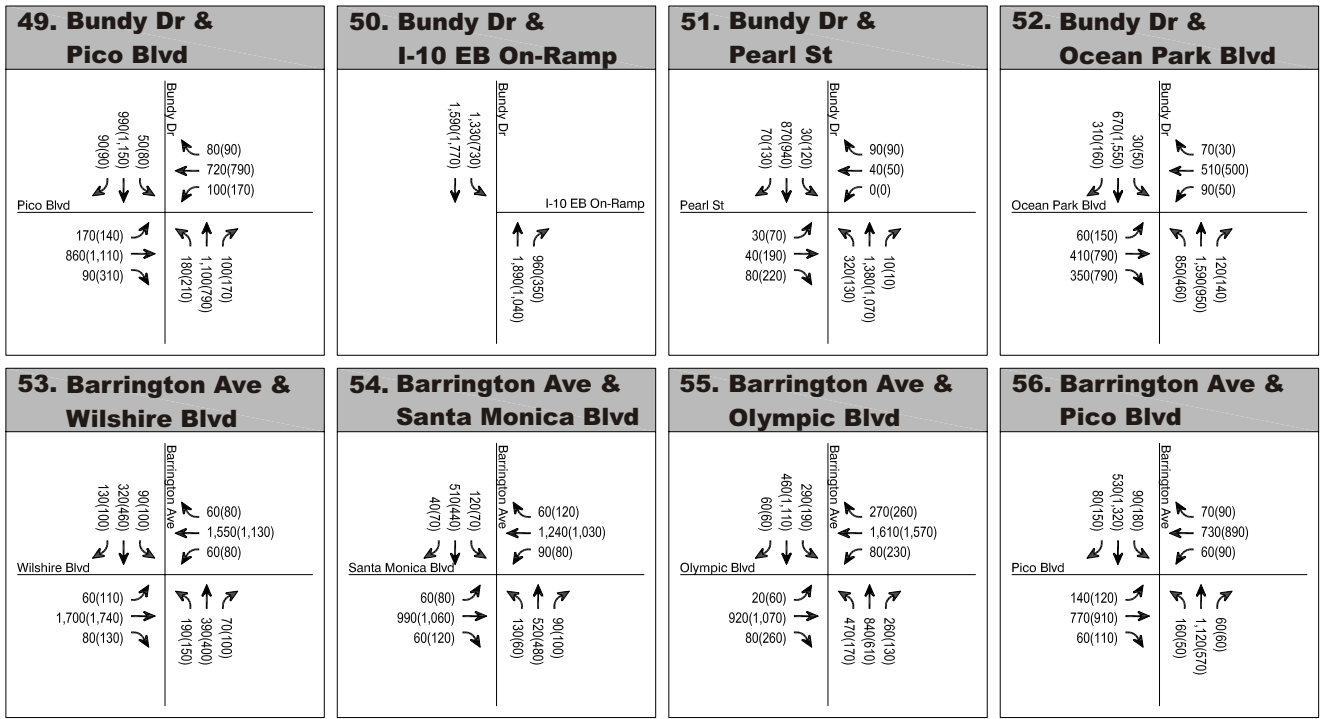 49. Bundy Dr &
Pico Blvd
Bundy Dr
90(90)
990(1,150)
50(80)
80(90)
720(790)
100(170)
Pico Blvd
170(140)
860(1,110)
90(310)
180(210)
1,100(790)
100(170)
50. Bundy Dr &
I-10 EB On-Ramp
Bundy Dr
1,590(1,770)
1,330(730)
I-10 EB On-Ramp
1,890(1,040)
960(350)
51. Bundy Dr &
Pearl St
Bundy Dr
70(130)
870(940)
30(120)
90(90)
40(50)
0(0)
Pearl St
30(70)
40(190)
80(220)
320(130)
1,380(1,070)
10(10)
52. Bundy Dr &
Ocean Park Blvd
Bundy Dr
310(160)
670(1,550)
30(50)
70(30)
510(500)
90(50)
Ocean Park Blvd
60(150)
410(790)
350(790)
850(460)
1,590(950)
120(140)
53. Barrington Ave &
Wilshire Blvd
Barrington Ave
130(100)
320(460)
90(100)
60(80)
1,550(1,130)
60(80)
Wilshire Blvd
60(110)
1,700(1,740)
80(130)
190(150)
390(400)
70(100)
54. Barrington Ave &
Santa Monica Blvd
Barrington Ave
40(70)
510(440)
120(70)
60(120)
1,240(1,030)
90(80)
Santa Monica Blvd
60(80)
990(1,060)
60(120)
130(60)
520(480)
90(100)
55. Barrington Ave &
Olympic Blvd
Barrington Ave
60(60)
460(1,110)
290(190)
270(260)
1,610(1,570)
80(230)
Olympic Blvd
20(60)
920(1,070)
80(260)
470(170)
840(610)
260(130)
56. Barrington Ave &
Pico Blvd
Barrington Ave
80(150)
530(1,320)
90(180)
70(90)
730(890)
60(90)
Pico Blvd
140(120)
770(910)
60(110)
160(50)
1,120(570)
60(60)